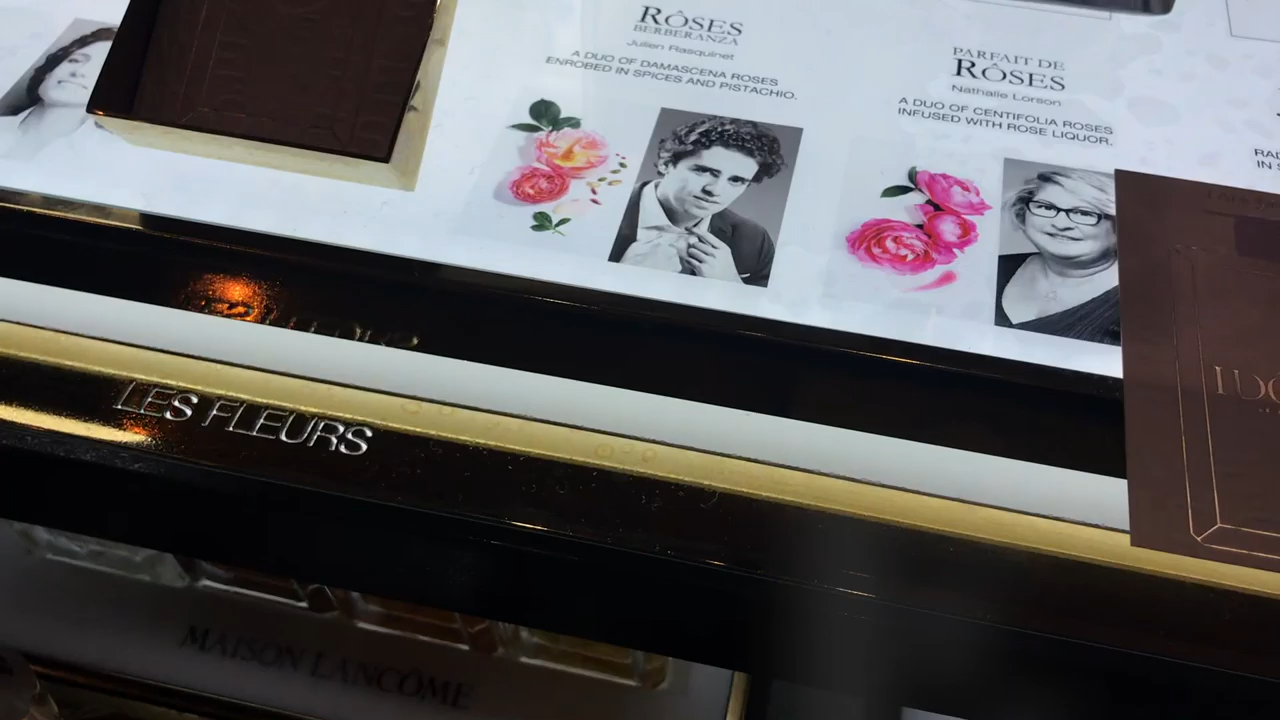 RÔSES
BERBERANZA
Julien Rasquinet
A DUO OF DAMASCENA ROSES
ENROBED IN SPICES AND PISTACHIO.
PARFAIT DE
RÔSES
Nathalie Lorson
A DUO OF CENTIFOLIA ROSES
INFUSED WITH ROSE LIQUOR.
LES FLEURS
MAISON LANCÔME